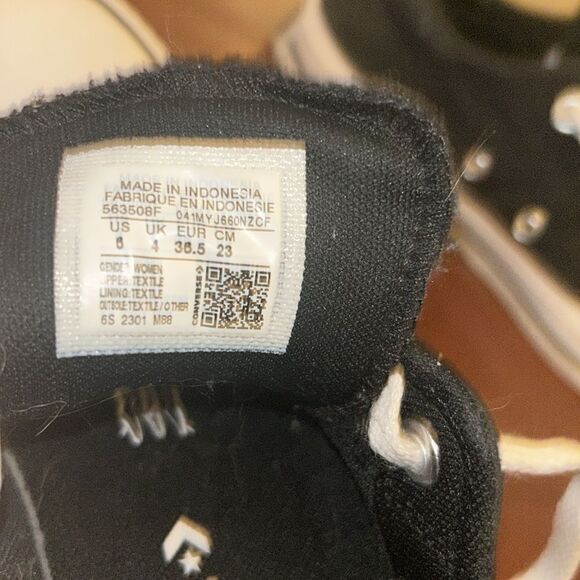 MADE IN INDONESIA
FABRIQUE EN INDONESIE
563508F 041MYJ660NZCF
US UK EUR CM
6 4 36.5 23
GENDER: WOMEN
UPPER: TEXTILE
LINING: TEXTILE
OUTSOLE: TEXTILE / OTHER
6S 2301 M88
CONVERSE